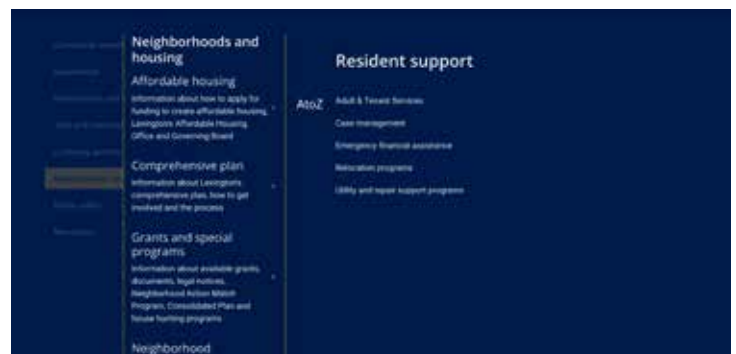 Neighborhoods and
housing
Affordable housing
Information about how to apply for
funding to create affordable housing,
Lexington's Affordable Housing
Office and Governing Board
Comprehensive plan
Information about Lexington's
comprehensive plan, how to get
involved and the process
Grants and special
programs
Information about available grants,
documents, legal notices,
Neighborhood Action Match
Program, Consolidated Plan and
house hunting programs
Neighborhood
Resident support
AtoZ
Adult & Tenant Services
Case management
Emergency financial assistance
Relocation programs
Utility and repair support programs